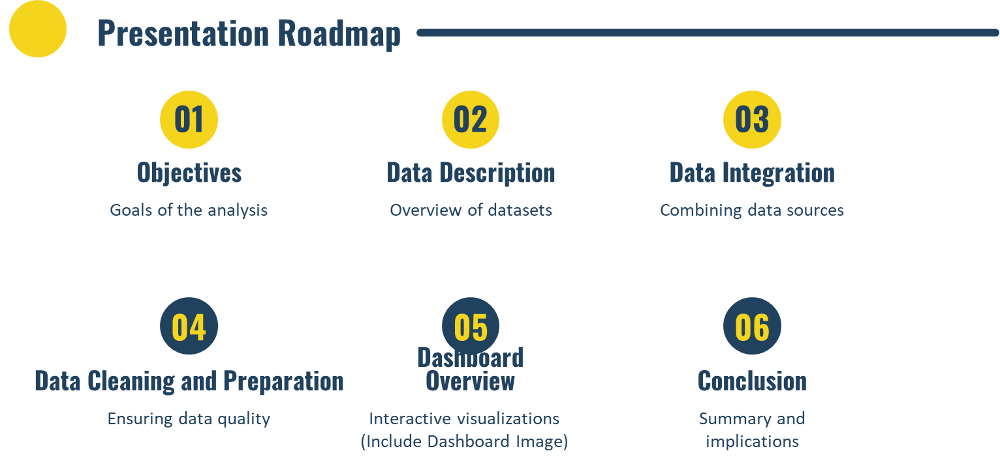 Presentation Roadmap
01
Objectives
Goals of the analysis
02
Data Description
Overview of datasets
03
Data Integration
Combining data sources
04
Data Cleaning and Preparation
Ensuring data quality
05
Dashboard
Overview
Interactive visualizations
(Include Dashboard Image)
06
Conclusion
Summary and
implications